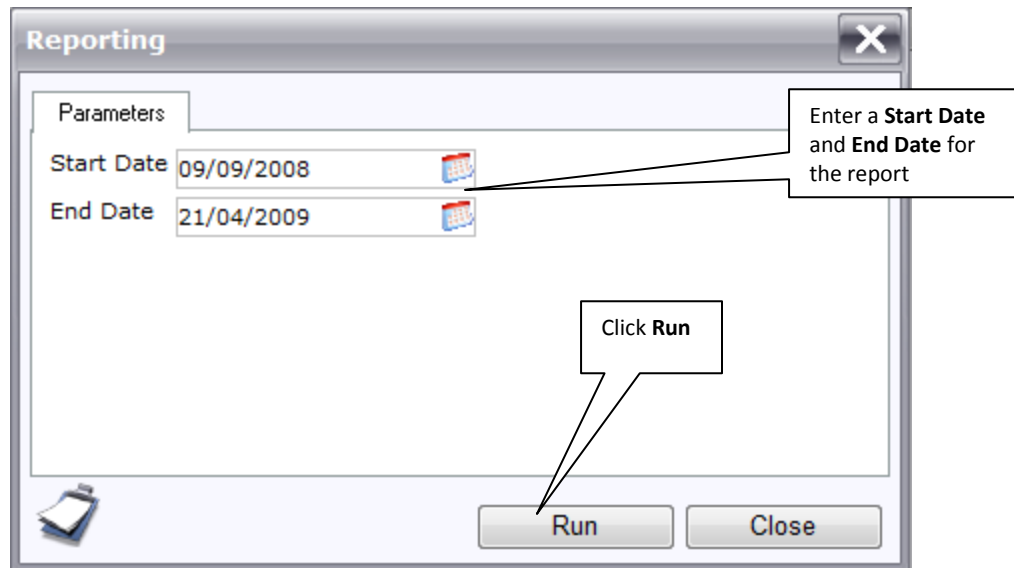 Reporting
Parameters
Start Date 09/09/2008
End Date 21/04/2009
Enter a Start Date
and End Date for
the report
Click Run
Run Close